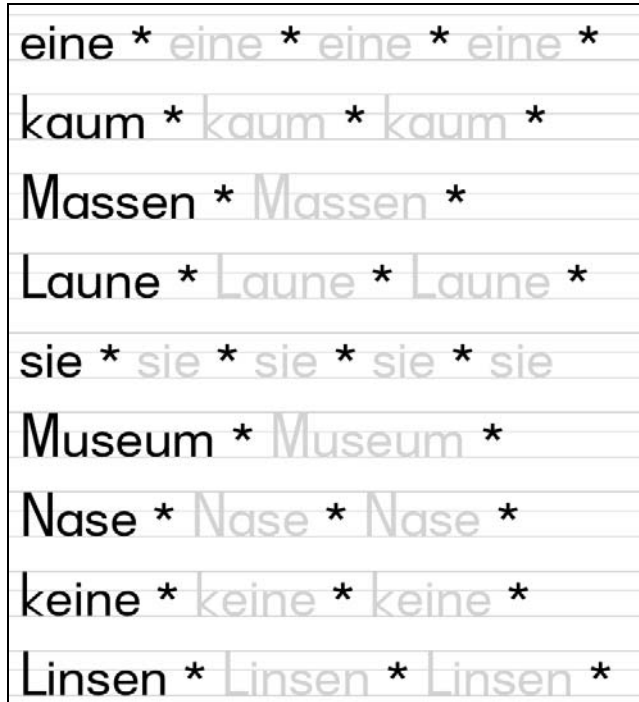 eine * eine * eine * eine *
kaum * kaum * kaum *
Massen * Massen *
Laune * Laune * Laune *
sie * sie * sie * sie * sie
Museum * Museum *
Nase * Nase * Nase *
keine * keine * keine *
Linsen * Linsen * Linsen *